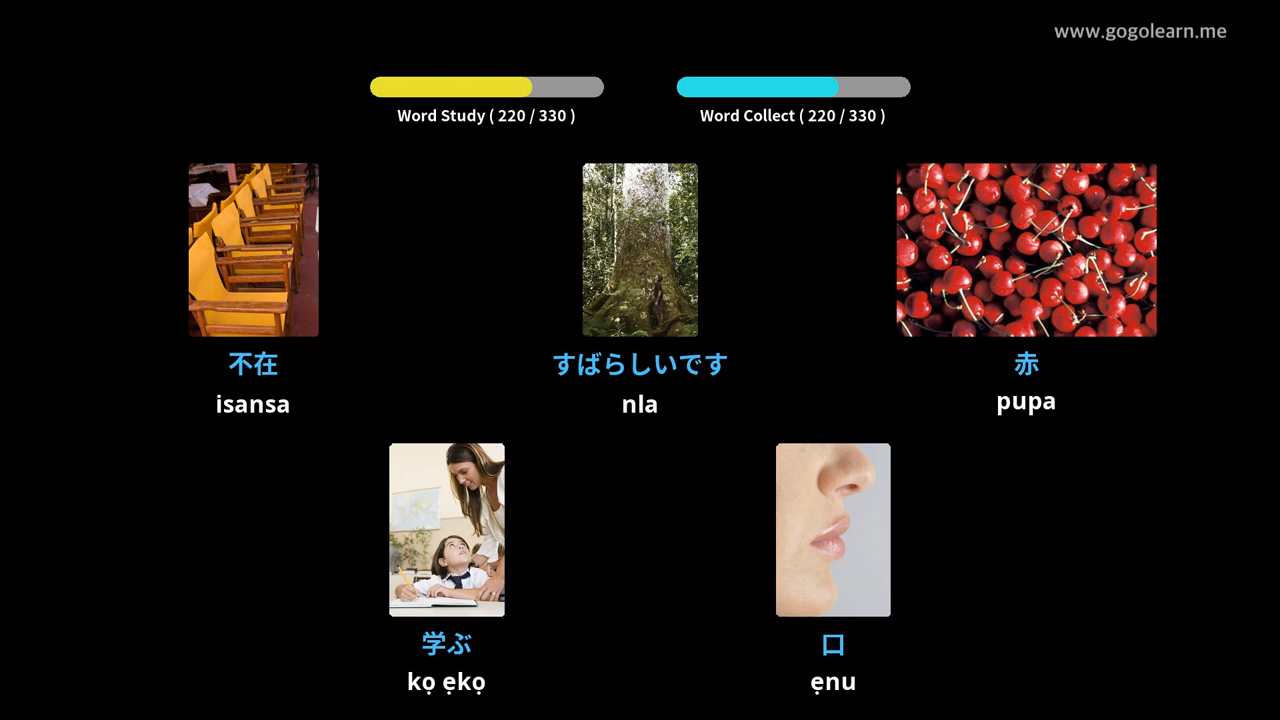 www.gogolearn.me
Word Study ( 220 / 330 )
Word Collect ( 220 / 330 )
不在
isansa
すばらしいです
nla
赤
pupa
学ぶ
kọ ẹkọ
口
ẹnu